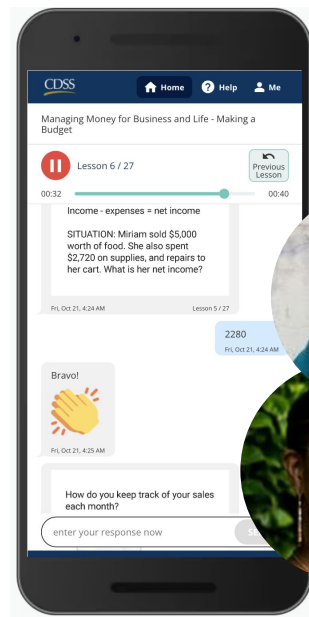 CDSS
Home
Help
Me
Managing Money for Business and Life - Making a
Budget
Lesson 6 / 27
Previous
Lesson
00:32
00:40
Income - expenses = net income
SITUATION: Miriam sold $5,000
worth of food. She also spent
$2,720 on supplies, and repairs to
her cart. What is her net income?
Fri, Oct 21, 4:24 AM
Lesson 5 / 27
2280
Fri, Oct 21, 4:24 AM
Bravo!
Fri, Oct 21, 4:25 AM
How do you keep track of your sales
each month?
enter your response now